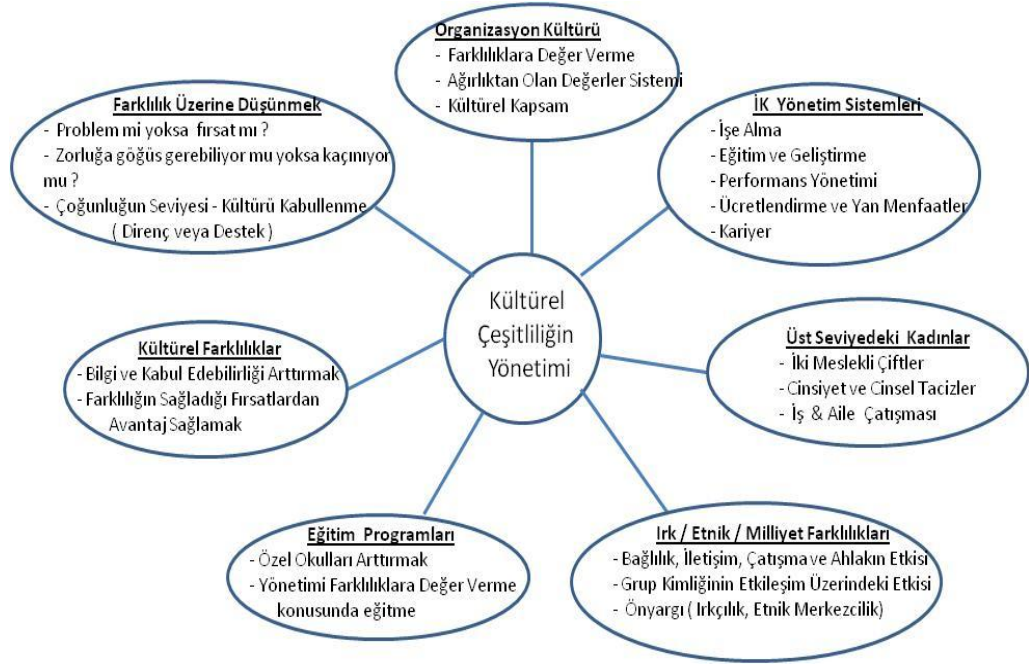 Organizasyon Kültürü
- Farklılıklara Değer Verme
- Ağırlıktan Olan Değerler Sistemi
- Kültürel Kapsam
Farklılık Üzerine Düşünmek
- Problem mi yoksa fırsat mı ?
- Zorluğa göğüs gerebiliyor mu yoksa kaçınıyor
mu ?
- Çoğunluğun Seviyesi - Kültürü Kabullenme
( Direnç veya Destek )
İK Yönetim Sistemleri
- İşe Alma
- Eğitim ve Geliştirme
- Performans Yönetimi
- Ücretlendirme ve Yan Menfaatler
- Kariyer
Kültürel
Çeşitliliğin
Yönetimi
Kültürel Farklılıklar
- Bilgi ve Kabul Edebilirliği Arttırmak
- Farklılığın Sağladığı Fırsatlardan
Avantaj Sağlamak
Üst Seviyedeki Kadınlar
- İki Meslekli Çiftler
- Cinsiyet ve Cinsel Tacizler
- İş & Aile Çatışması
Eğitim Programları
- Özel Okulları Arttırmak
- Yönetimi Farklılıklara Değer Verme
konusunda eğitme
Irk / Etnik / Milliyet Farklılıkları
- Bağlılık, İletişim, Çatışma ve Ahlakın Etkisi
- Grup Kimliğinin Etkileşim Üzerindeki Etkisi
- Önyargı ( Irkçılık, Etnik Merkezcilik)